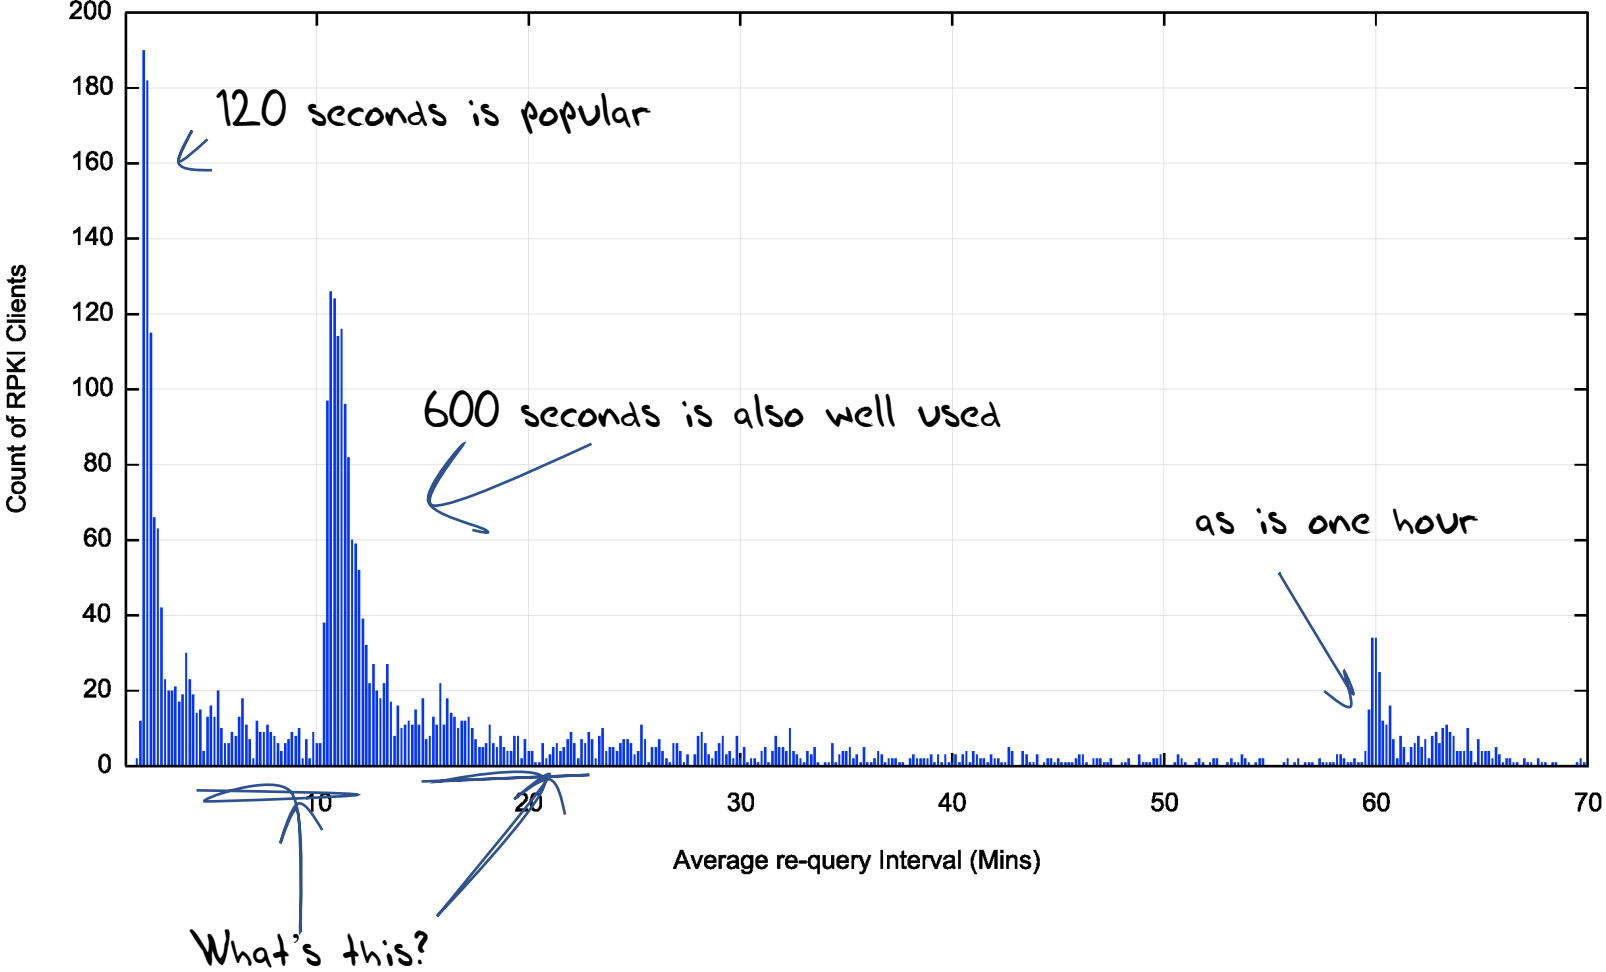 200
180
160
140
120
100
80
60
40
20
0
Count of RPKI Clients
120 seconds is popular
600 seconds is also well used
as is one hour
10 20 30 40 50 60 70
Average re-query Interval (Mins)
What's this?